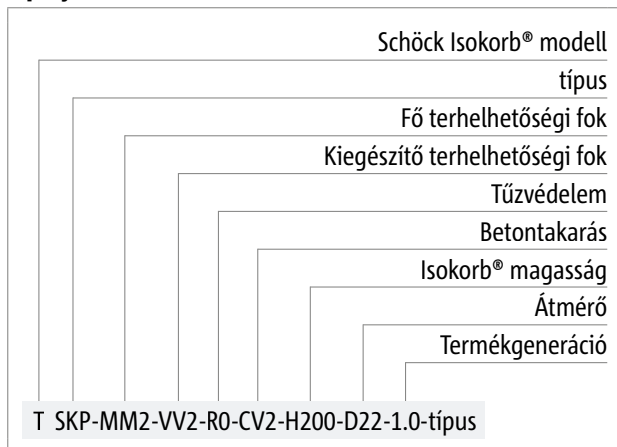 Schöck Isokorb® modell
típus
Fő terhelhetőségi fok
Kiegészítő terhelhetőségi fok
Tűzvédelem
Betontakarás
Isokorb® magasság
Átmérő
Termékgeneráció
T SKP-MM2-VV2-R0-CV2-H200-D22-1.0-típus